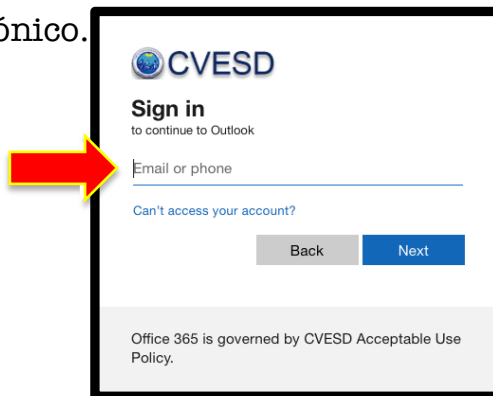 ónico.
CVESD
Sign in
to continue to Outlook
Email or phone
Can't access your account?
Back Next
Office 365 is governed by CVESD Acceptable Use
Policy.